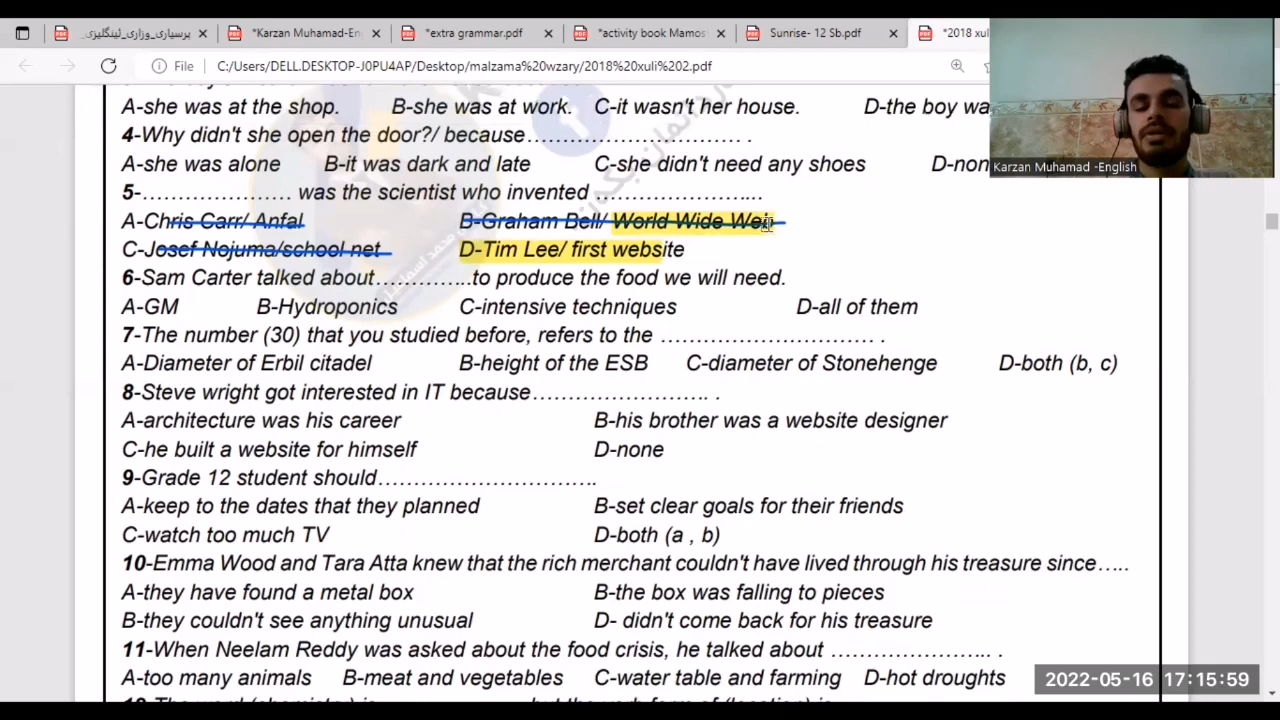 پرسیاری_وزاری_ئینگلیزی_ *Karzan Muhamad-En *extra grammar.pdf *activity book Mamos Sunrise- 12 Sb.pdf *2018 xuli
File C:/Users/DELL.DESKTOP-J0PU4AP/Desktop/malzama%20wzary/2018%20xuli%202.pdf
A-she was at the shop. B-she was at work. C-it wasn't her house. D-the boy wa
4-Why didn't she open the door?/ because………………………… .
A-she was alone B-it was dark and late C-she didn't need any shoes D-non
5-………………… was the scientist who invented …………………...
A-Chris Carr/ Anfal B-Graham Bell/ World Wide Web
C-Josef Nojuma/school net D-Tim Lee/ first website
6-Sam Carter talked about…………..to produce the food we will need.
A-GM B-Hydroponics C-intensive techniques D-all of them
7-The number (30) that you studied before, refers to the ………………………… .
A-Diameter of Erbil citadel B-height of the ESB C-diameter of Stonehenge D-both (b, c)
8-Steve wright got interested in IT because…………………….. .
A-architecture was his career B-his brother was a website designer
C-he built a website for himself D-none
9-Grade 12 student should…………………………..
A-keep to the dates that they planned B-set clear goals for their friends
C-watch too much TV D-both (a , b)
10-Emma Wood and Tara Atta knew that the rich merchant couldn't have lived through his treasure since…..
A-they have found a metal box B-the box was falling to pieces
B-they couldn't see anything unusual D- didn't come back for his treasure
11-When Neelam Reddy was asked about the food crisis, he talked about ………………….. .
A-too many animals B-meat and vegetables C-water table and farming D-hot droughts
Karzan Muhamad -English
2022-05-16 17:15:59